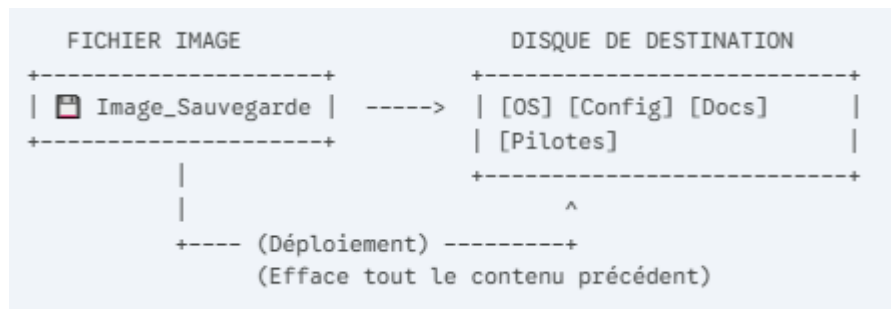 FICHIER IMAGE DISQUE DE DESTINATION
+---------------------+ +---------------------------+
| 💾 Image_Sauvegarde | -----> | [OS] [Config] [Docs] |
+---------------------+ | [Pilotes] |
| +---------------------------+
| ^
+---- (Déploiement) ---------+
(Efface tout le contenu précédent)